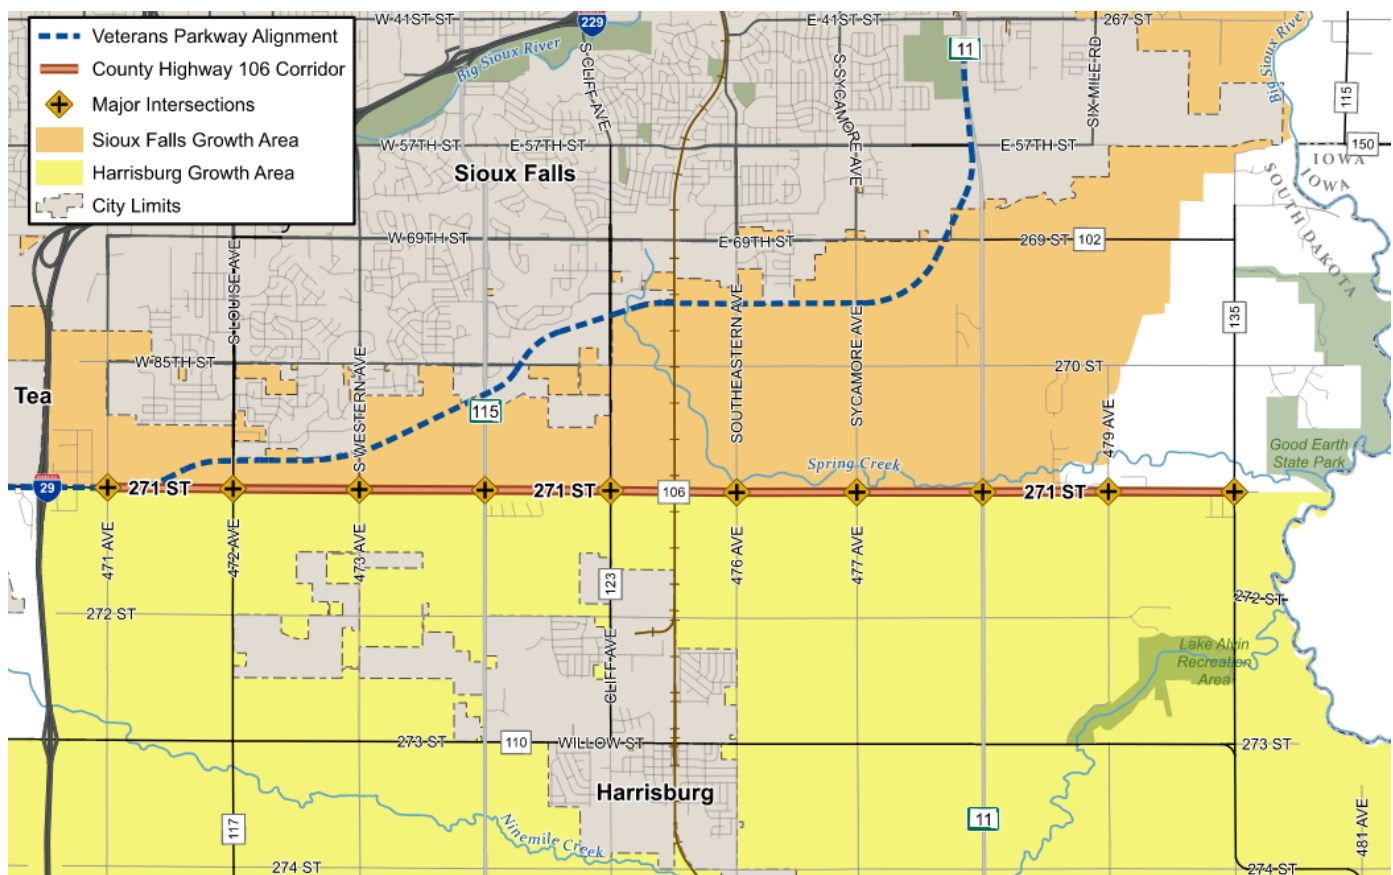 Veterans Parkway Alignment
County Highway 106 Corridor
Major Intersections
Sioux Falls Growth Area
Harrisburg Growth Area
City Limits
W 41ST ST
229
E 41ST ST
267 ST
11
Big Sioux River
S CLIFF AVE
S SYCAMORE AVE
SIX MILE RD
Big Sioux River
115
W 57TH ST
E 57TH ST
E 57TH ST
150
IOWA
IOWA
SOUTH DAKOTA
Sioux Falls
W 69TH ST
E 69TH ST
269 ST
102
S LOUISE AVE
135
W 85TH ST
270 ST
Tea
S WESTERN AVE
115
SOUTHEASTERN AVE
SYCAMORE AVE
479 AVE
Spring Creek
Good Earth
State Park
29
271 ST
271 ST
106
271 ST
471 AVE
472 AVE
473 AVE
123
476 AVE
477 AVE
272 ST
272 ST
CLIFF AVE
Lake Alvin
Recreation
Area
273 ST
110
WILLOW ST
273 ST
Harrisburg
117
Ninemile Creek
11
481 AVE
274 ST
274 ST